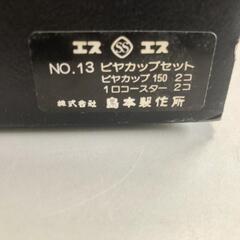 エス SS エス
NO.13 ビヤカップセット
ビヤカップ 150 2コ
1口コースター 2コ
株式会社 島本製作所